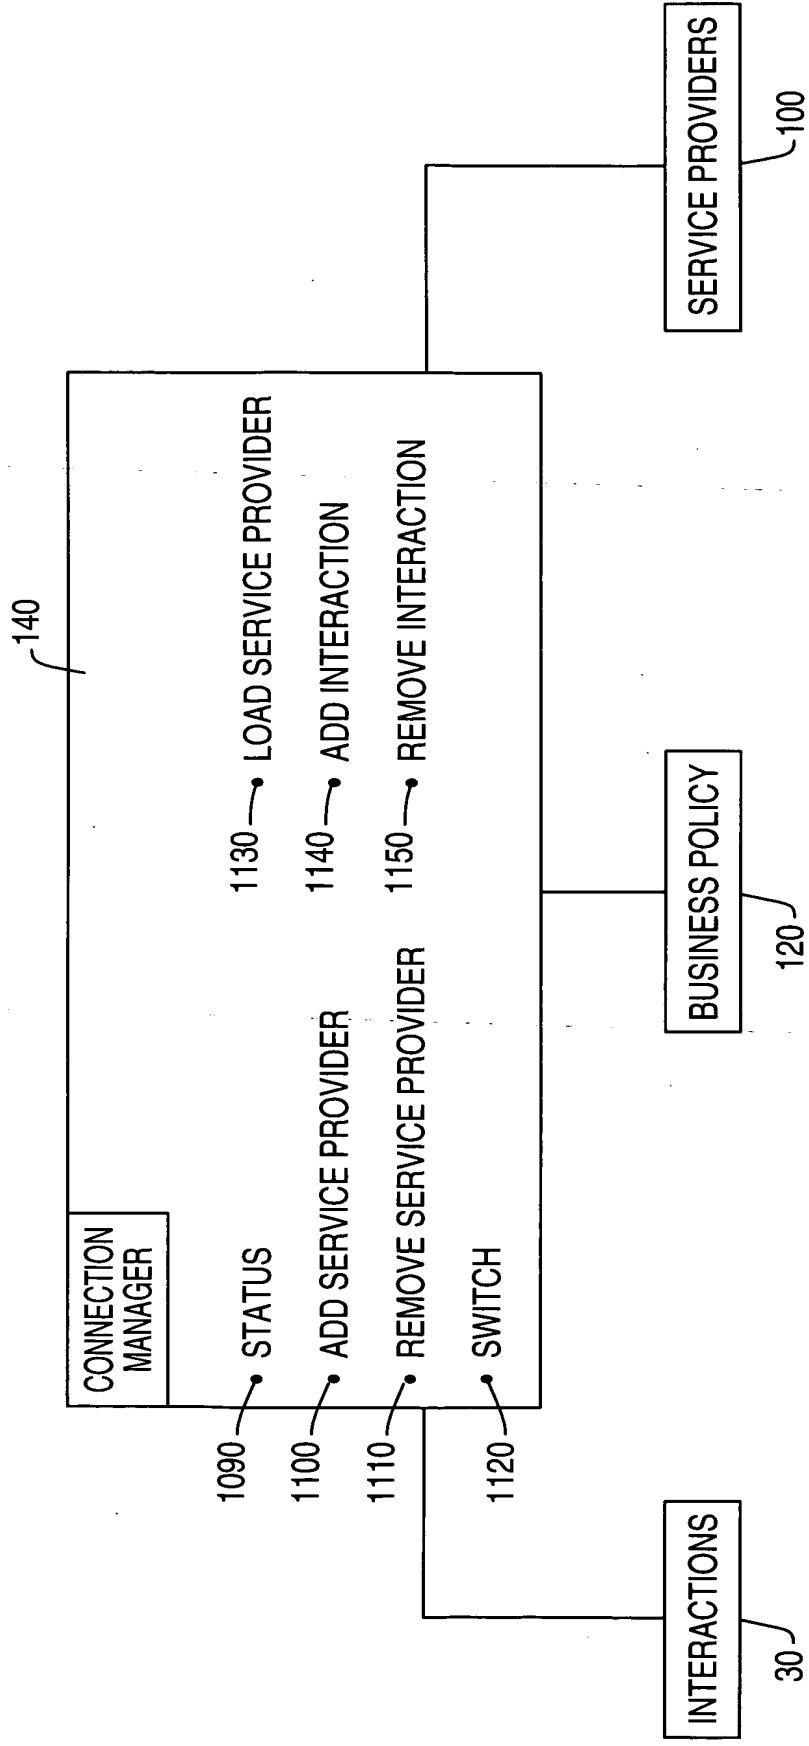 140
CONNECTION
MANAGER
1090 STATUS
1100 ADD SERVICE PROVIDER
1110 REMOVE SERVICE PROVIDER
1120 SWITCH
1130 LOAD SERVICE PROVIDER
1140 ADD INTERACTION
1150 REMOVE INTERACTION
INTERACTIONS
30
BUSINESS POLICY
120
SERVICE PROVIDERS
100